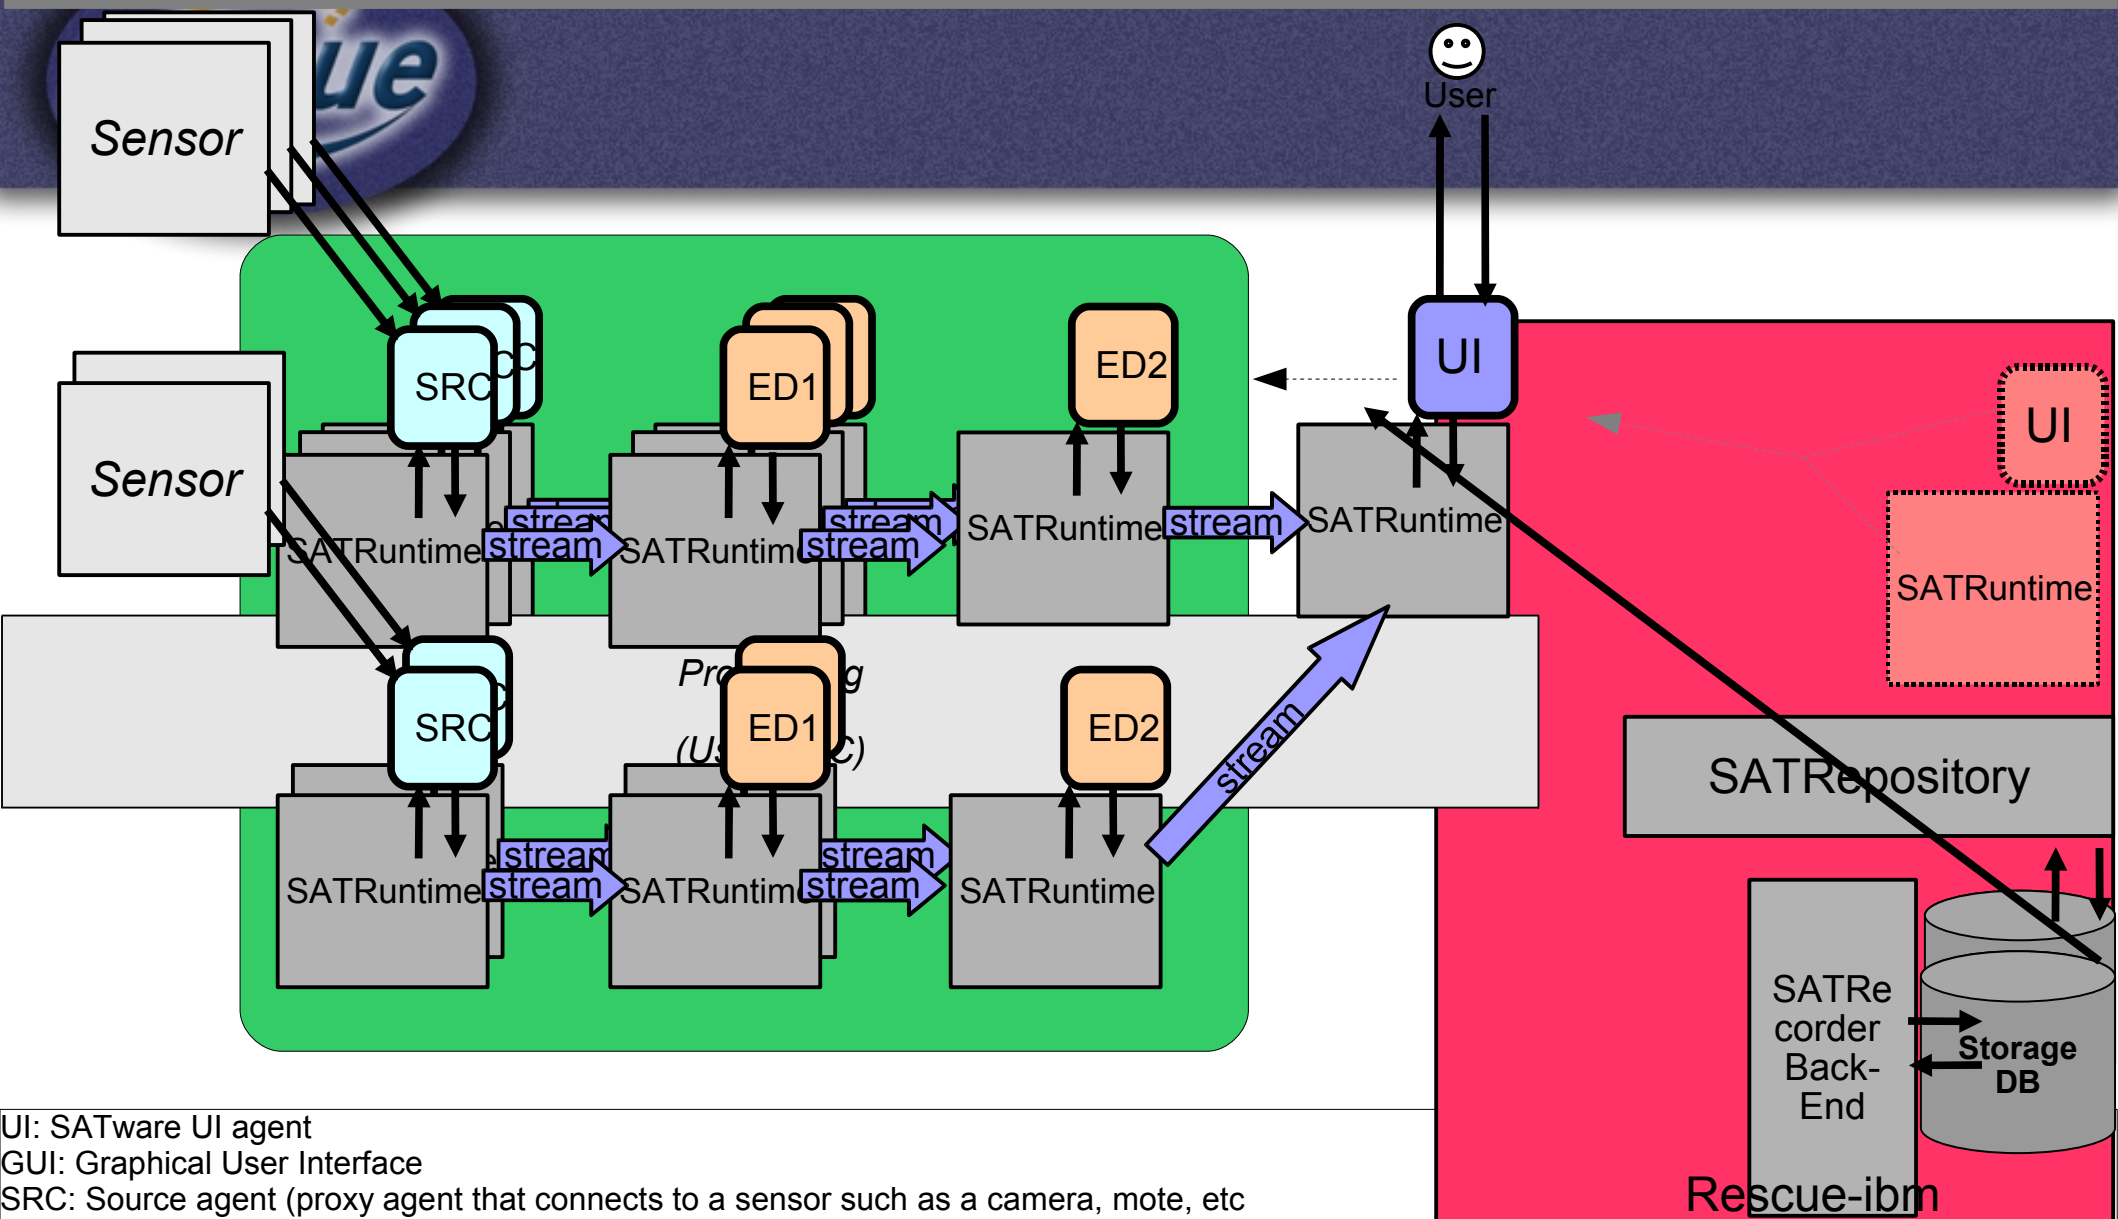 ue
User
Sensor
SRC
C
C
ED1
ED2
UI
UI
Sensor
SATRuntime
e
stream
stream
SATRuntime
stream
stream
SATRuntime
stream
SATRuntime
SATRuntime
SRC
C
ED1
ED2
stream
SATRepository
SATRuntime
e
stream
stream
SATRuntime
stream
stream
SATRuntime
SATRe
corder
Back-
End
Storage
DB
Rescue-ibm
UI: SATware UI agent
GUI: Graphical User Interface
SRC: Source agent (proxy agent that connects to a sensor such as a camera, mote, etc